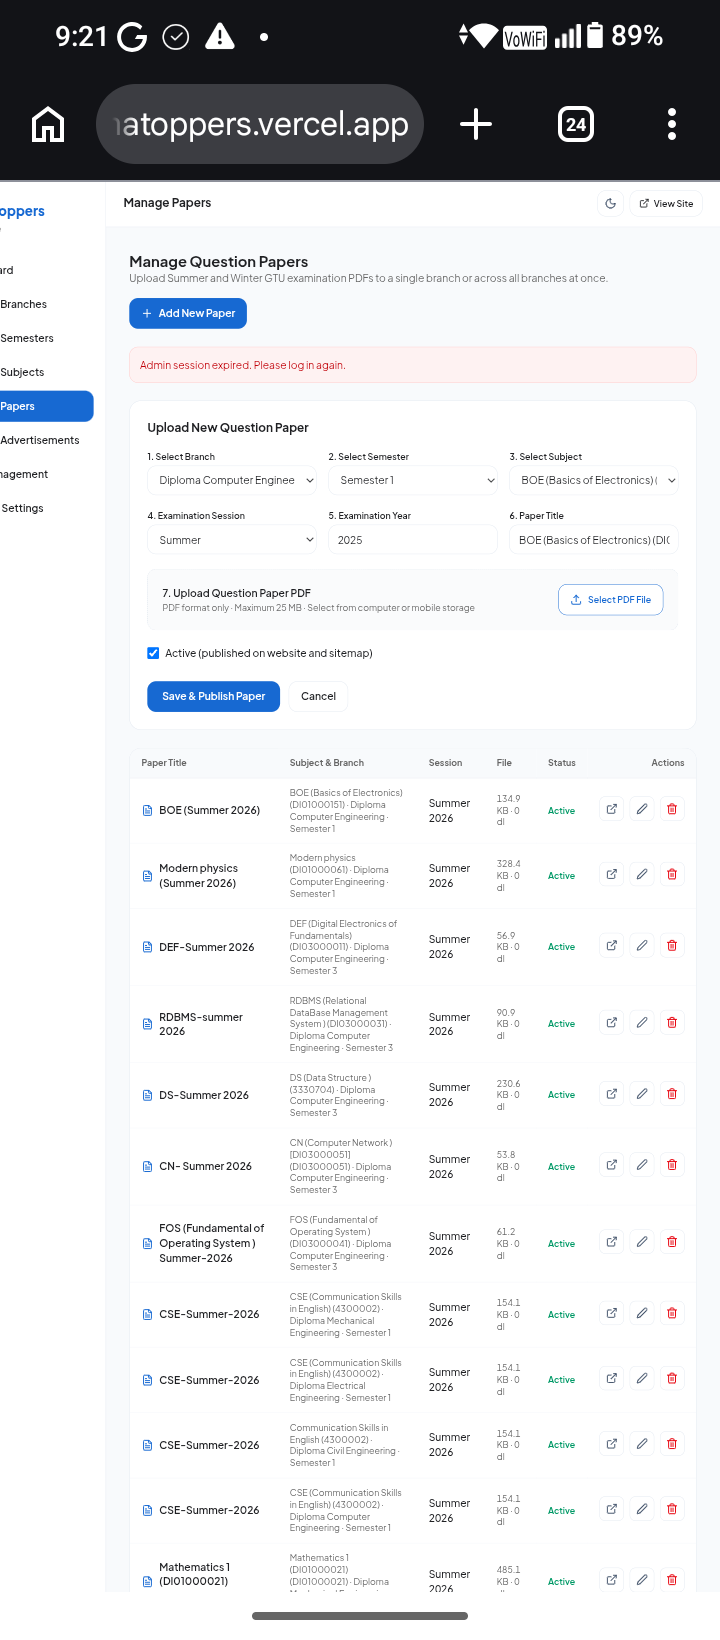 9:21
VoWiFi
89%
atoppers.vercel.app
24
oppers
Manage Papers
View Site
ard
Branches
Semesters
Subjects
Papers
Advertisements
nagement
Settings
Manage Question Papers
Upload Summer and Winter GTU examination PDFs to a single branch or across all branches at once.
+ Add New Paper
Admin session expired. Please log in again.
Upload New Question Paper
1. Select Branch
2. Select Semester
3. Select Subject
Diploma Computer Enginee
Semester 1
BOE (Basics of Electronics) (
4. Examination Session
5. Examination Year
6. Paper Title
Summer
2025
BOE (Basics of Electronics) (DI0
7. Upload Question Paper PDF
PDF format only · Maximum 25 MB · Select from computer or mobile storage
Select PDF File
Active (published on website and sitemap)
Save & Publish Paper
Cancel
Paper Title
Subject & Branch
Session
File
Status
Actions
BOE (Summer 2026)
BOE (Basics of Electronics)
(DI01000151) · Diploma
Computer Engineering ·
Semester 1
Summer
2026
134.9
KB · 0
dl
Active
Modern physics
(Summer 2026)
Modern physics
(DI01000061) · Diploma
Computer Engineering ·
Semester 1
Summer
2026
328.4
KB · 0
dl
Active
DEF-Summer 2026
DEF (Digital Electronics of
Fundamentals)
(DI03000011) · Diploma
Computer Engineering ·
Semester 3
Summer
2026
56.9
KB · 0
dl
Active
RDBMS-summer
2026
RDBMS (Relational
DataBase Management
System ) (DI03000031) ·
Diploma Computer
Engineering · Semester 3
Summer
2026
90.9
KB · 0
dl
Active
DS-Summer 2026
DS (Data Structure )
(3330704) · Diploma
Computer Engineering ·
Semester 3
Summer
2026
230.6
KB · 0
dl
Active
CN- Summer 2026
CN (Computer Network )
[DI03000051]
(DI03000051) · Diploma
Computer Engineering ·
Semester 3
Summer
2026
53.8
KB · 0
dl
Active
FOS (Fundamental of
Operating System )
Summer-2026
FOS (Fundamental of
Operating System )
(DI03000041) · Diploma
Computer Engineering ·
Semester 3
Summer
2026
61.2
KB · 0
dl
Active
CSE-Summer-2026
CSE (Communication Skills
in English) (4300002) ·
Diploma Mechanical
Engineering · Semester 1
Summer
2026
154.1
KB · 0
dl
Active
CSE-Summer-2026
CSE (Communication Skills
in English) (4300002) ·
Diploma Electrical
Engineering · Semester 1
Summer
2026
154.1
KB · 0
dl
Active
CSE-Summer-2026
Communication Skills in
English (4300002) ·
Diploma Civil Engineering ·
Semester 1
Summer
2026
154.1
KB · 0
dl
Active
CSE-Summer-2026
CSE (Communication Skills
in English) (4300002) ·
Diploma Computer
Engineering · Semester 1
Summer
2026
154.1
KB · 0
dl
Active
Mathematics 1
(DI01000021)
Mathematics 1
(DI01000021)
(DI01000021) · Diploma
Summer
2026
485.1
KB · 0
dl
Active